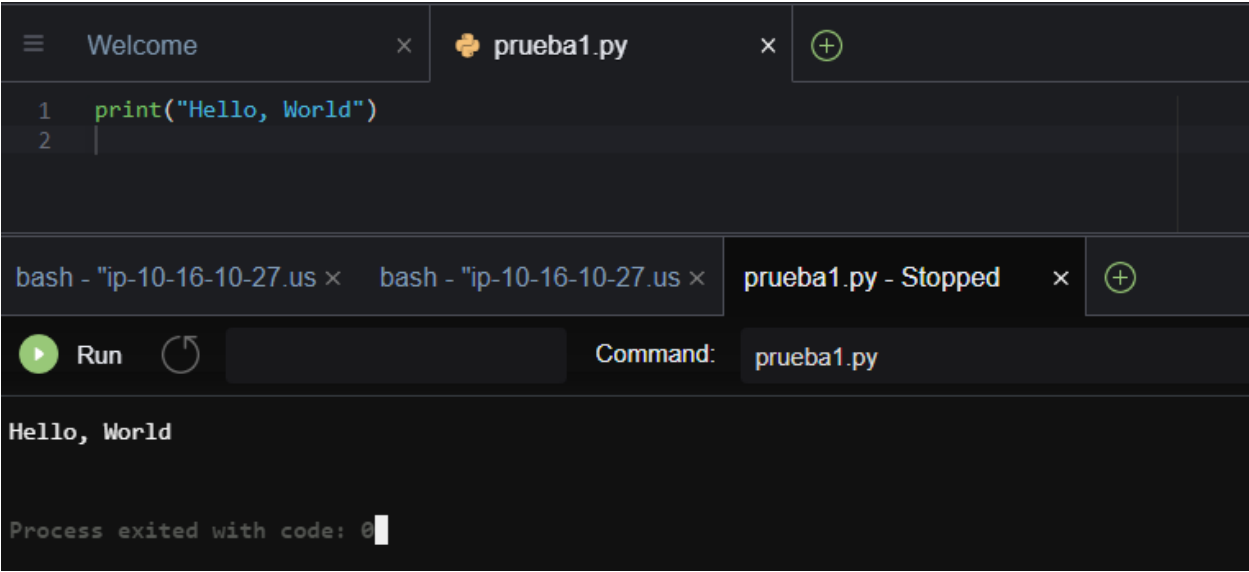 Welcome prueba1.py
1 print("Hello, World")
2
bash - "ip-10-16-10-27.us bash - "ip-10-16-10-27.us prueba1.py - Stopped
Run Command: prueba1.py
Hello, World
Process exited with code: 0